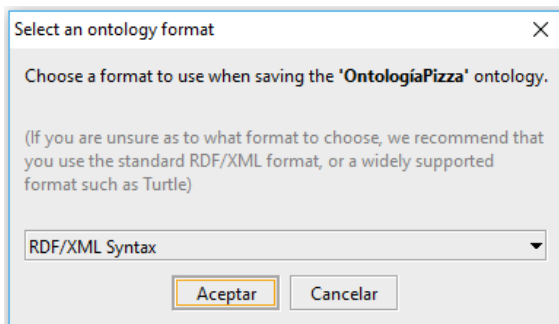 Select an ontology format
Choose a format to use when saving the 'OntologíaPizza' ontology.
(If you are unsure as to what format to choose, we recommend that
you use the standard RDF/XML format, or a widely supported
format such as Turtle)
RDF/XML Syntax
Aceptar Cancelar